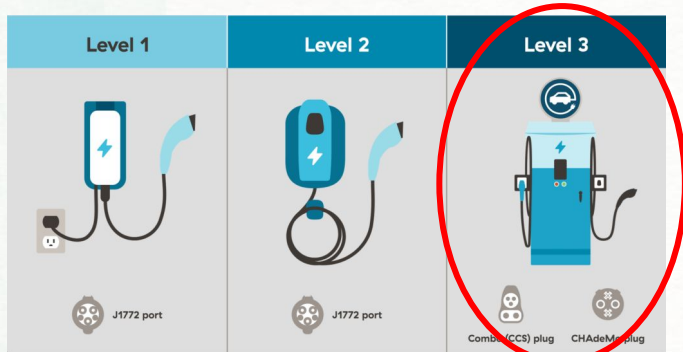 Level 1
Level 2
Level 3
J1772 port
J1772 port
Combo (CCS) plug
CHAdeMo plug